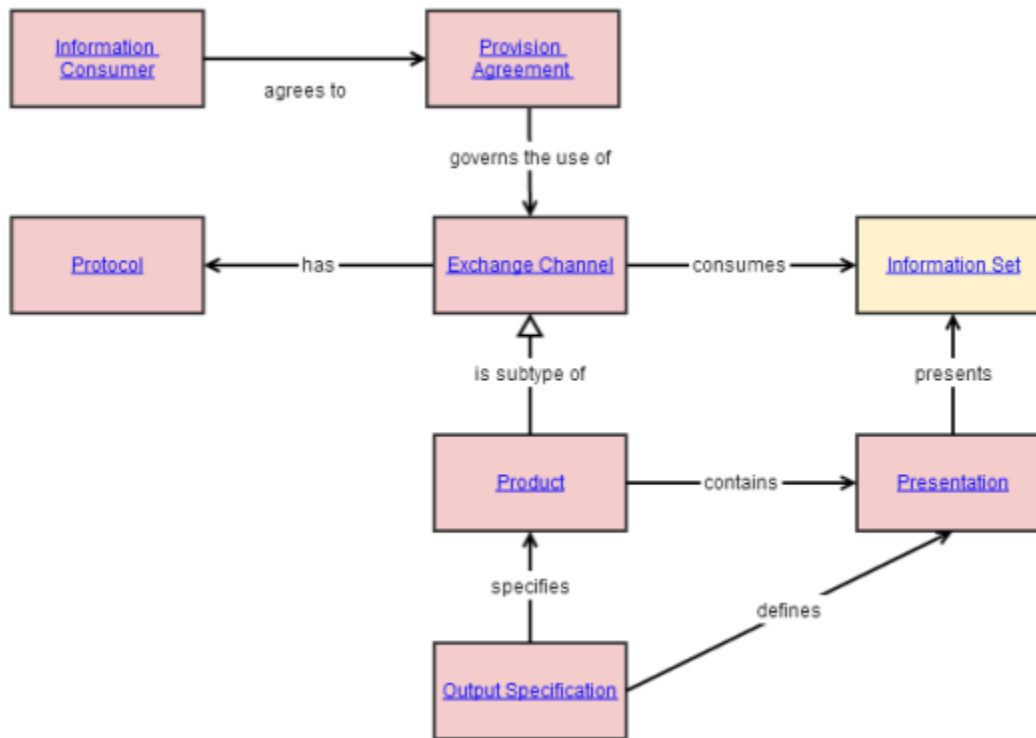 Information
Consumer
Provision
Agreement
agrees to
governs the use of
Protocol
has
Exchange Channel
consumes
Information Set
is subtype of
presents
Product
contains
Presentation
specifies
defines
Output Specification